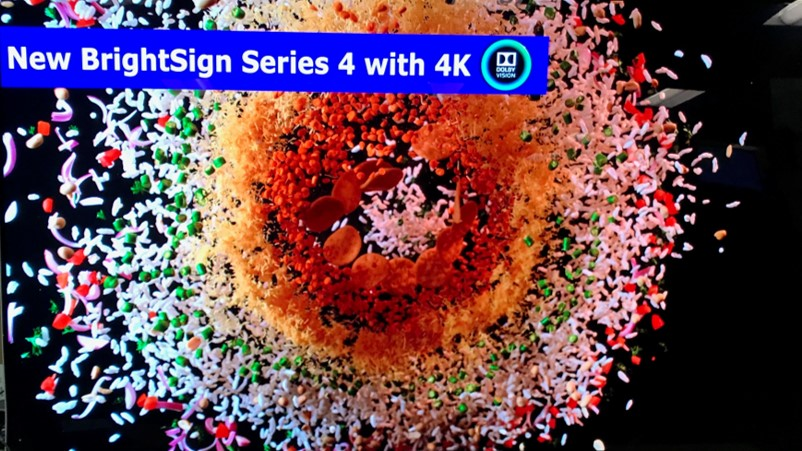 New BrightSign Series 4 with 4K
DOLBY
VISION